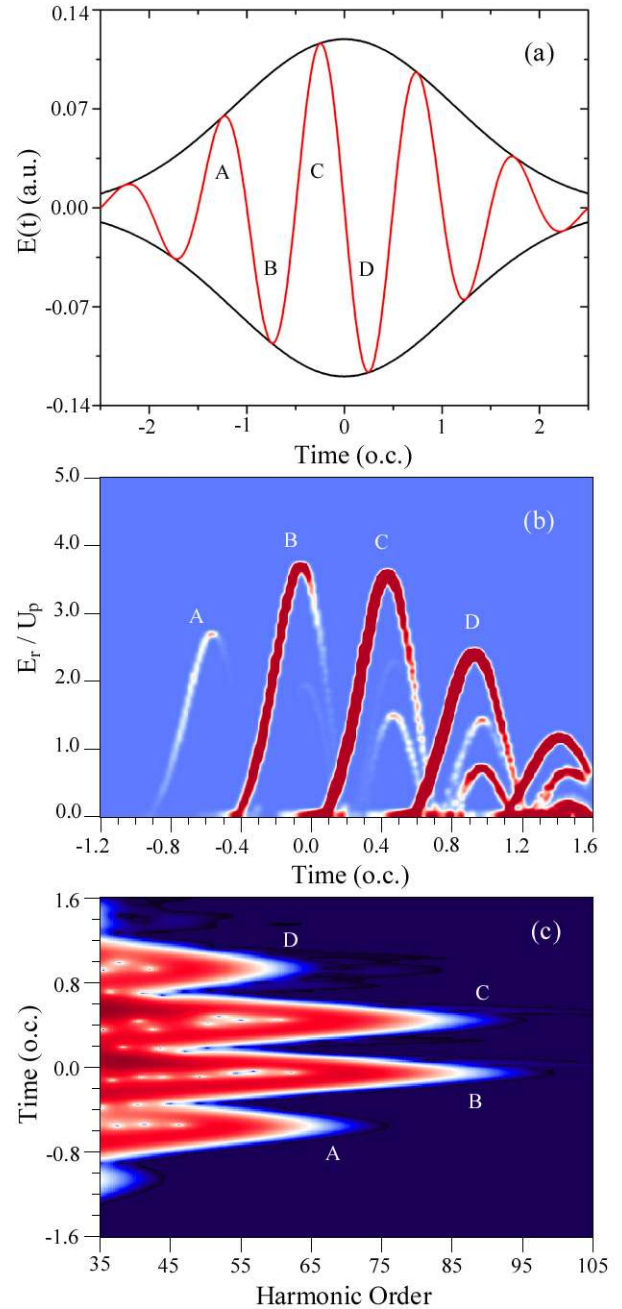 (a)
0.14
0.07
0.00
-0.07
-0.14
E(t) (a.u.)
A
C
B
D
-2 -1 0 1 2
Time (o.c.)
(b)
5.0
4.0
3.0
2.0
1.0
0.0
E_r / U_p
A
B
C
D
-1.2 -0.8 -0.4 0.0 0.4 0.8 1.2 1.6
Time (o.c.)
(c)
1.6
0.8
0.0
-0.8
-1.6
Time (o.c.)
D
C
B
A
35 45 55 65 75 85 95 105
Harmonic Order